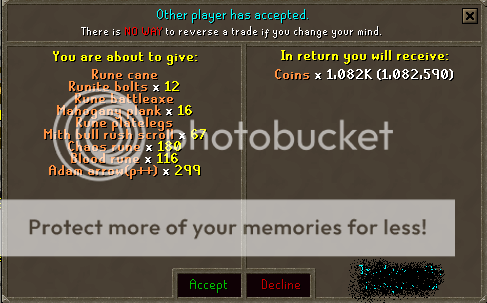 Other player has accepted.
There is NO WAY to reverse a trade if you change your mind.
You are about to give:
Rune cane
Runite bolts x 12
Rune battleaxe
Mahogany plank x 16
Rune platelegs
Mith bull rush scroll x 67
Chaos rune x 180
Blood rune x 116
Adam arrow(p++) x 299
In return you will receive:
Coins x 1,082K (1,082,590)
photobucket
Protect more of your memories for less!
Accept
Decline